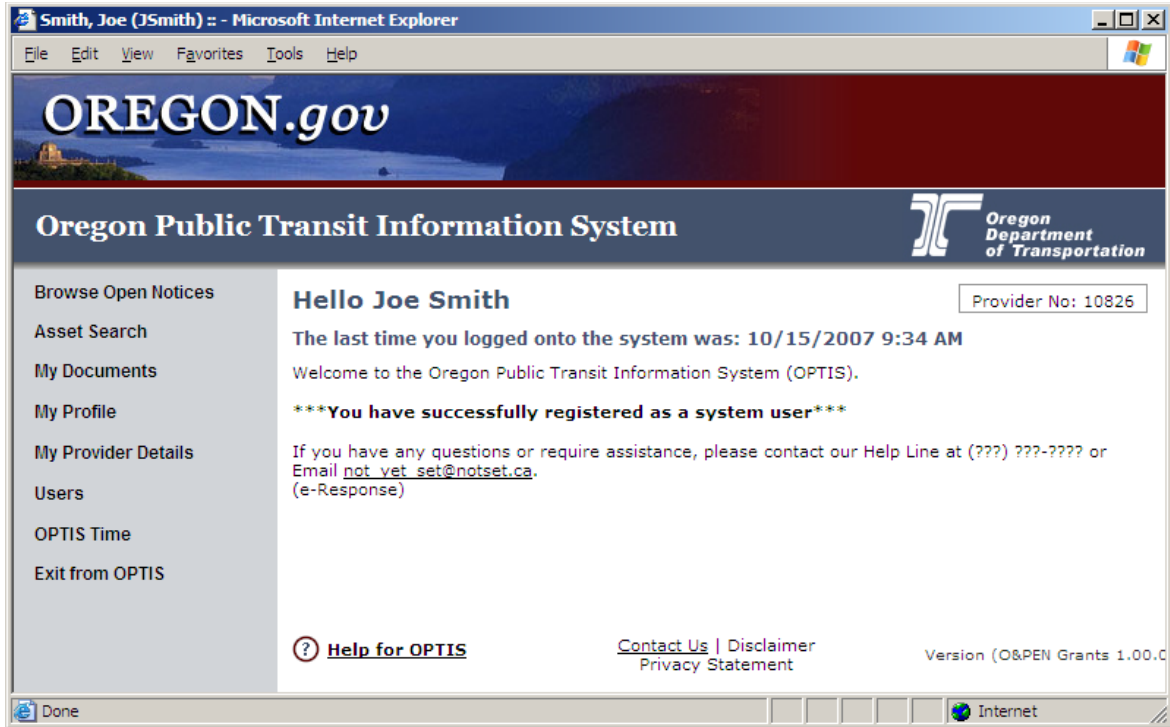 Smith, Joe (JSmith) :: - Microsoft Internet Explorer
File Edit View Favorites Tools Help
OREGON.gov
Oregon Public Transit Information System
Oregon
Department
of Transportation
Browse Open Notices
Asset Search
My Documents
My Profile
My Provider Details
Users
OPTIS Time
Exit from OPTIS
Hello Joe Smith
Provider No: 10826
The last time you logged onto the system was: 10/15/2007 9:34 AM
Welcome to the Oregon Public Transit Information System (OPTIS).
***You have successfully registered as a system user***
If you have any questions or require assistance, please contact our Help Line at (???) ???-???? or
Email not_yet_set@notset.ca.
(e-Response)
? Help for OPTIS
Contact Us | Disclaimer
Privacy Statement
Version (O&PEN Grants 1.00.0
Done
Internet